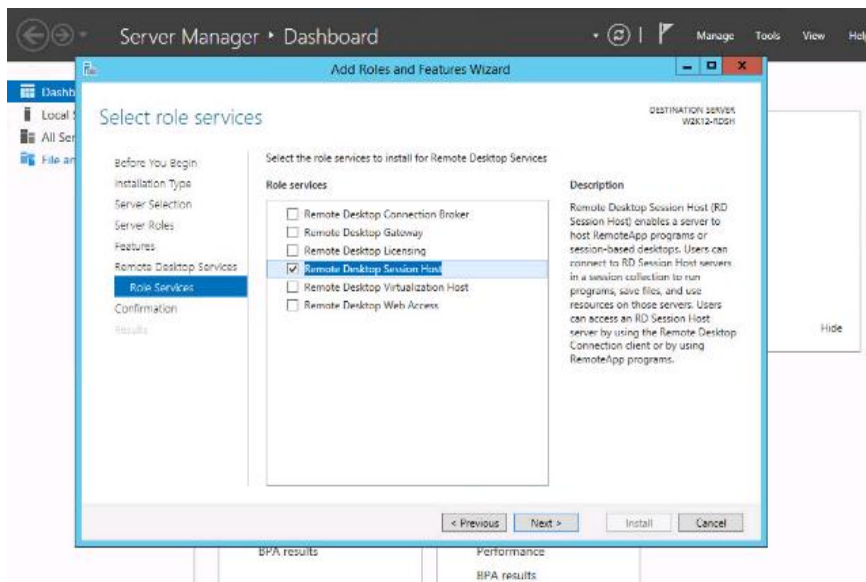 Server Manager ‣ Dashboard
Manage Tools View Help
Add Roles and Features Wizard
Dashb
Local S
All Ser
File an
Select role services
DESTINATION SERVER
W2K12-RDSH
Before You Begin
Installation Type
Server Selection
Server Roles
Features
Remote Desktop Services
Role Services
Confirmation
Results
Select the role services to install for Remote Desktop Services
Role services
Remote Desktop Connection Broker
Remote Desktop Gateway
Remote Desktop Licensing
Remote Desktop Session Host
Remote Desktop Virtualization Host
Remote Desktop Web Access
Description
Remote Desktop Session Host (RD
Session Host) enables a server to
host RemoteApp programs or
session-based desktops. Users can
connect to RD Session Host servers
in a session collection to run
programs, save files, and use
resources on those servers. Users
can access an RD Session Host
server by using the Remote Desktop
Connection client or by using
RemoteApp programs.
Hide
< Previous Next > Install Cancel
BPA results
Performance
BPA results